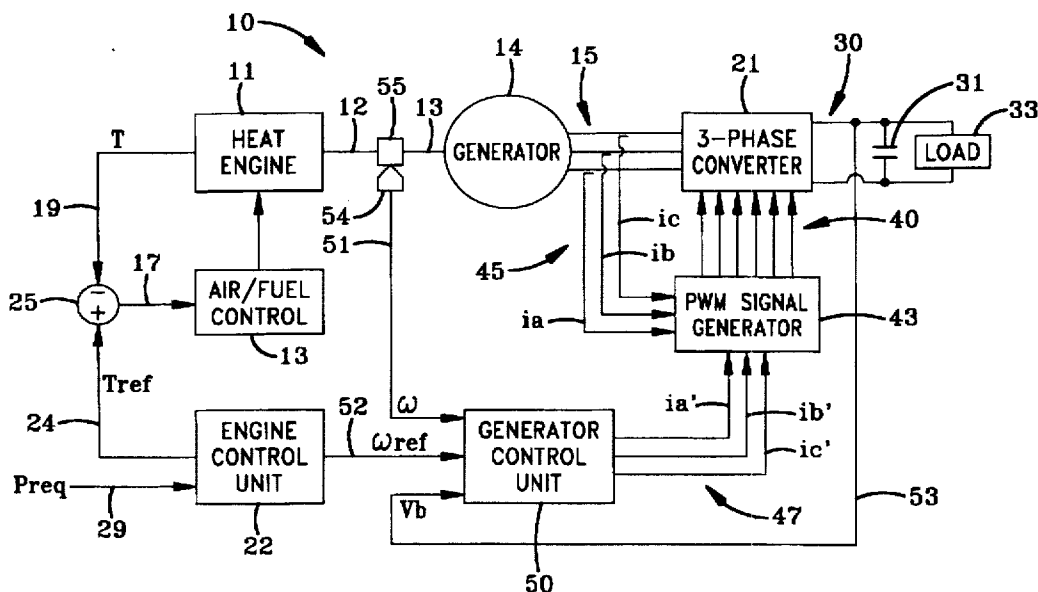 10
11
12
55
13
14
15
21
30
31
33
T
HEAT
ENGINE
GENERATOR
3-PHASE
CONVERTER
LOAD
19
54
51
45
ic
ib
ia
40
17
25
−
+
AIR/FUEL
CONTROL
13
PWM SIGNAL
GENERATOR
43
Tref
24
ω
52
ωref
ia'
ib'
ic'
ENGINE
CONTROL
UNIT
GENERATOR
CONTROL
UNIT
Preq
29
22
Vb
50
47
53